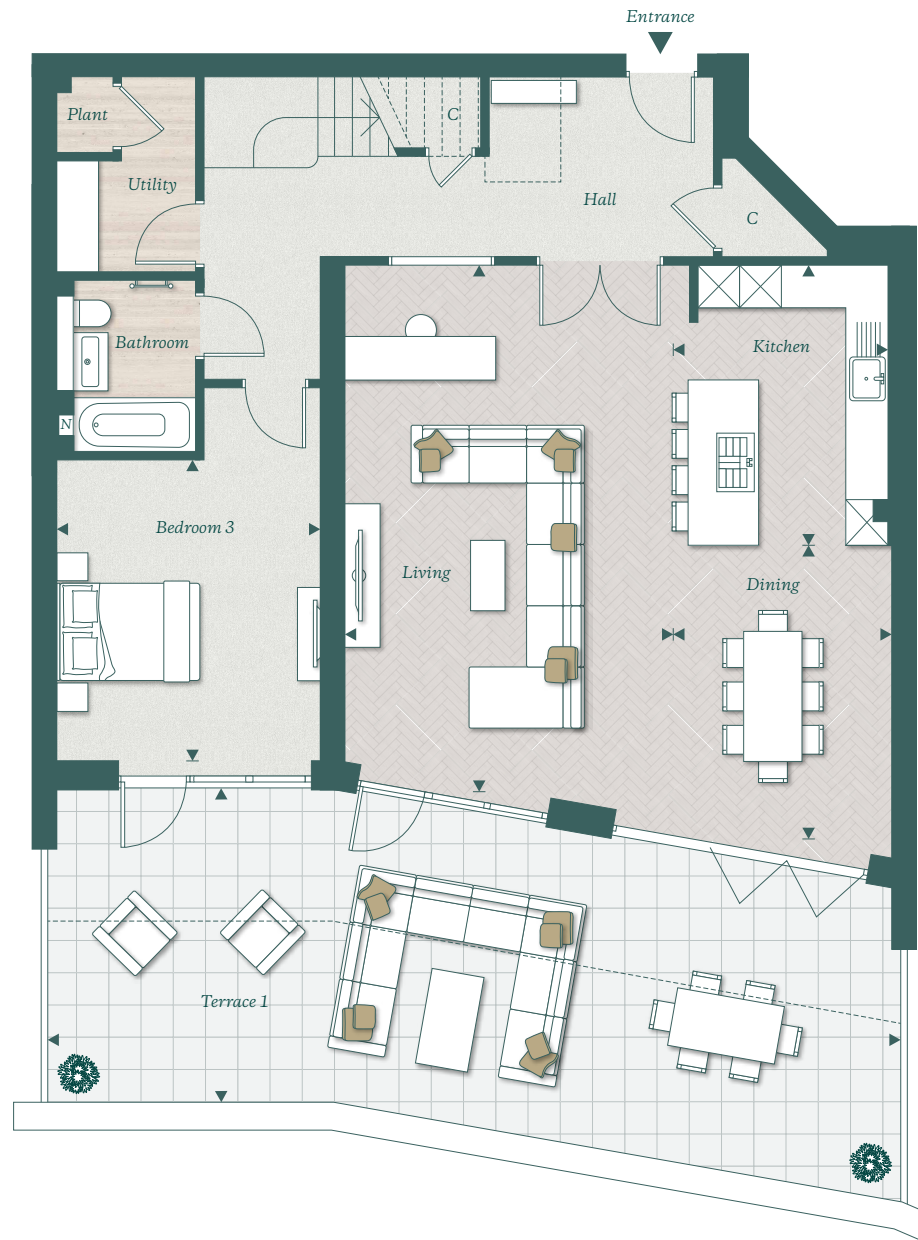 Entrance
Plant
C
Utility
Hall
C
Bathroom
Kitchen
N
Bedroom 3
Living
Dining
Terrace 1